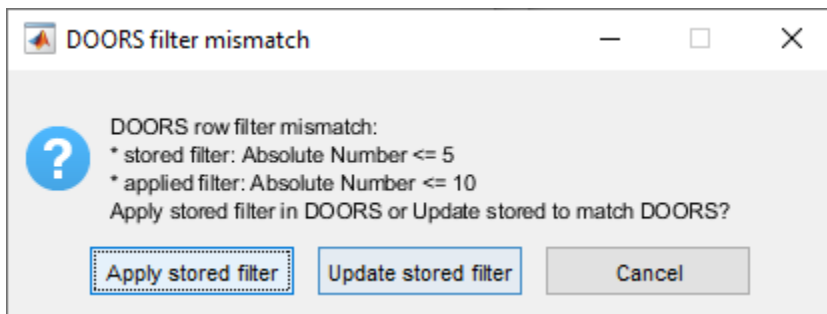 DOORS filter mismatch
DOORS row filter mismatch:
* stored filter: Absolute Number <= 5
* applied filter: Absolute Number <= 10
Apply stored filter in DOORS or Update stored to match DOORS?
Apply stored filter
Update stored filter
Cancel